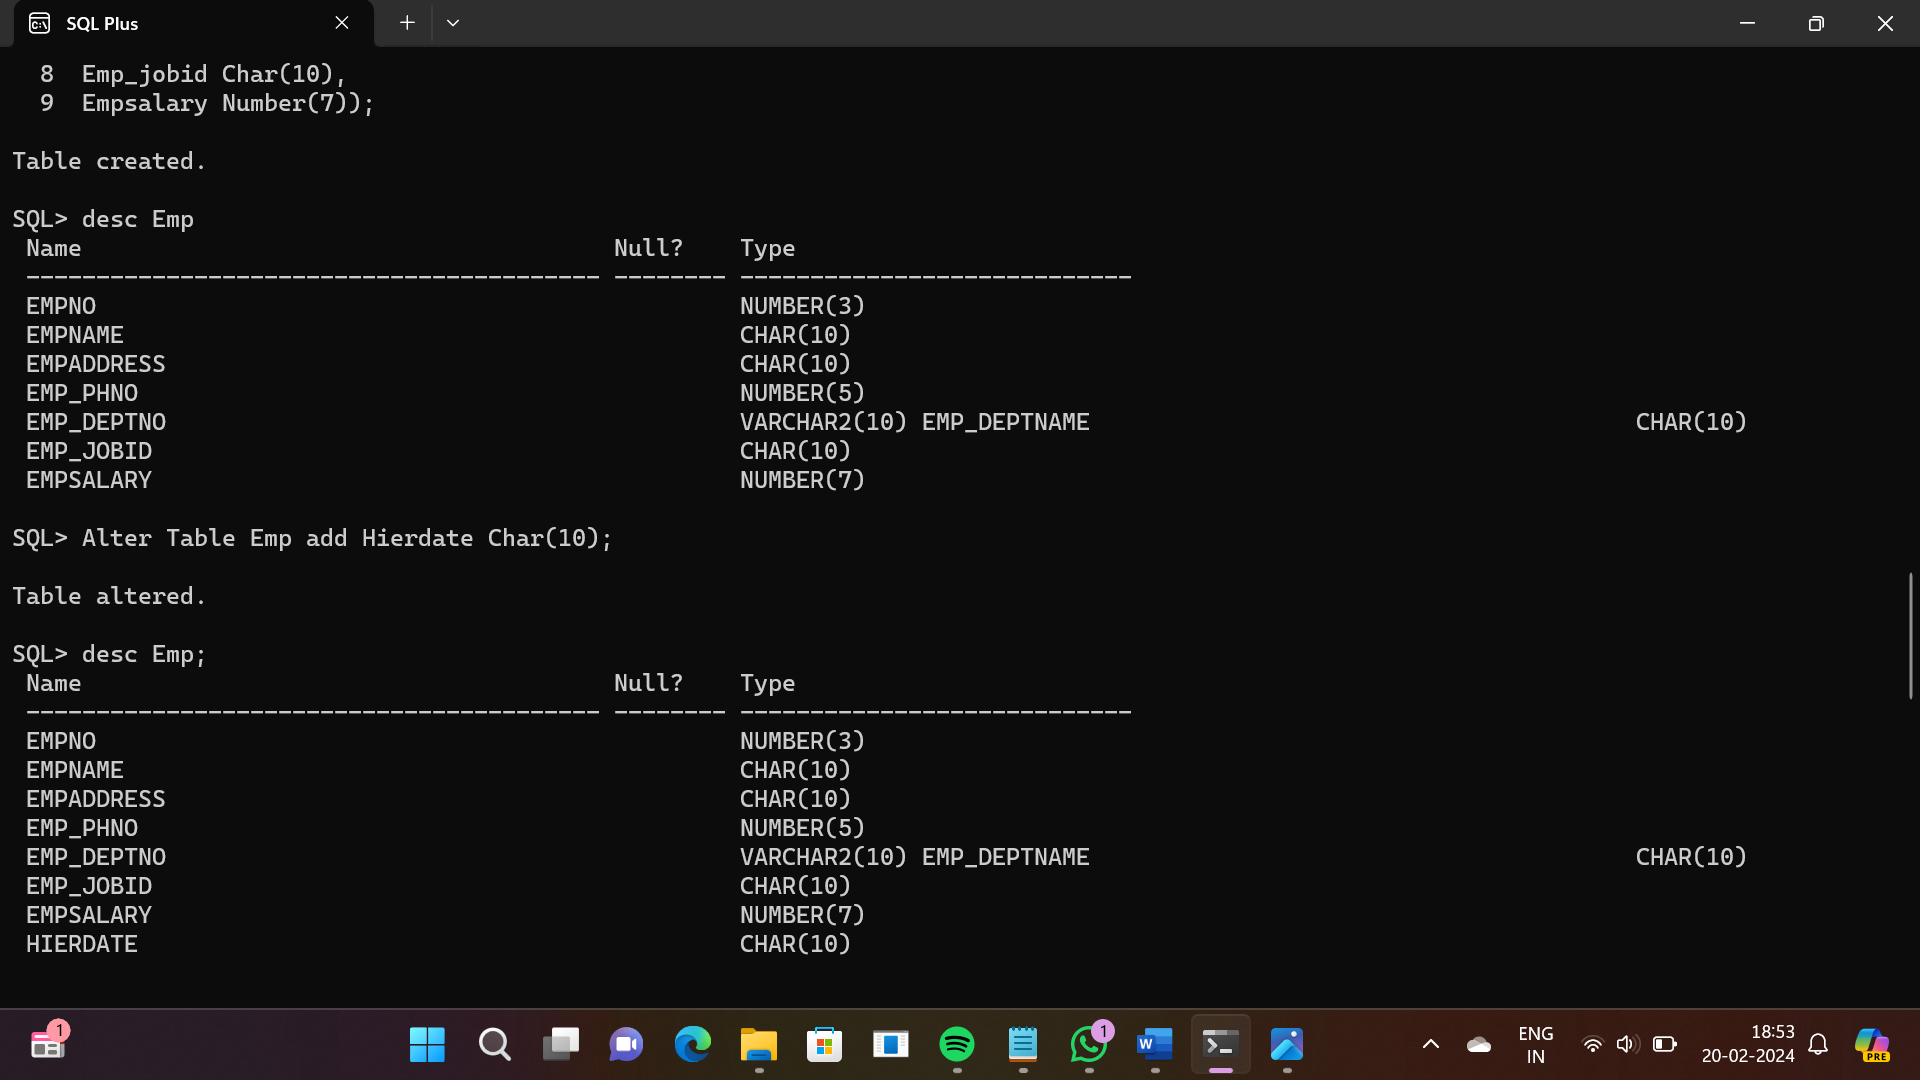 SQL Plus
8 Emp_jobid Char(10),
9 Empsalary Number(7));
Table created.
SQL> desc Emp
Name Null? Type
----------------------------------------- -------- ----------------------------
EMPNO NUMBER(3)
EMPNAME CHAR(10)
EMPADDRESS CHAR(10)
EMP_PHNO NUMBER(5)
EMP_DEPTNO VARCHAR2(10) EMP_DEPTNAME CHAR(10)
EMP_JOBID CHAR(10)
EMPSALARY NUMBER(7)
SQL> Alter Table Emp add Hierdate Char(10);
Table altered.
SQL> desc Emp;
Name Null? Type
----------------------------------------- -------- ----------------------------
EMPNO NUMBER(3)
EMPNAME CHAR(10)
EMPADDRESS CHAR(10)
EMP_PHNO NUMBER(5)
EMP_DEPTNO VARCHAR2(10) EMP_DEPTNAME CHAR(10)
EMP_JOBID CHAR(10)
EMPSALARY NUMBER(7)
HIERDATE CHAR(10)
1
1
ENG
IN
18:53
20-02-2024
PRE